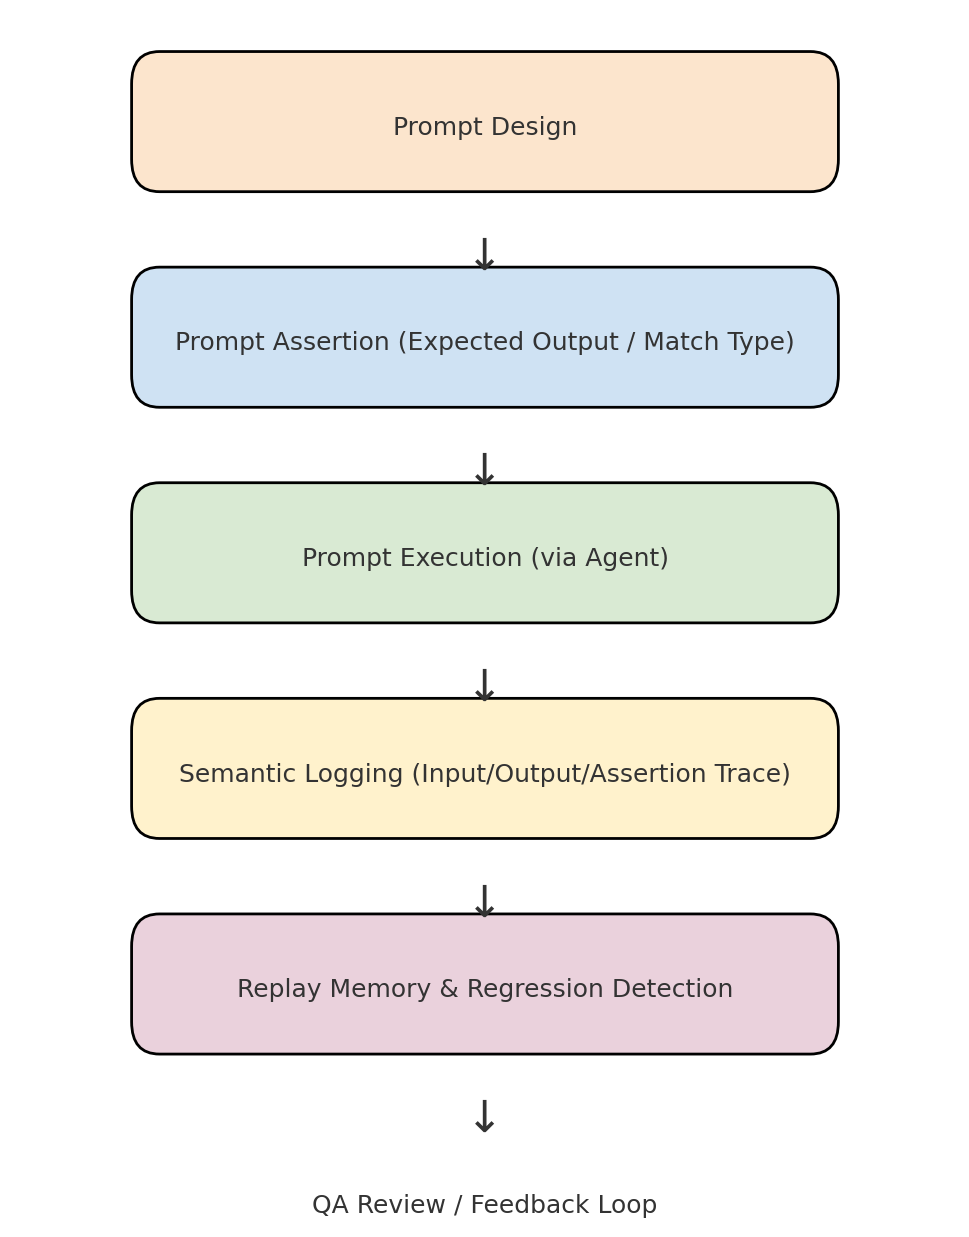 Prompt Design
↓
Prompt Assertion (Expected Output / Match Type)
↓
Prompt Execution (via Agent)
↓
Semantic Logging (Input/Output/Assertion Trace)
↓
Replay Memory & Regression Detection
↓
QA Review / Feedback Loop